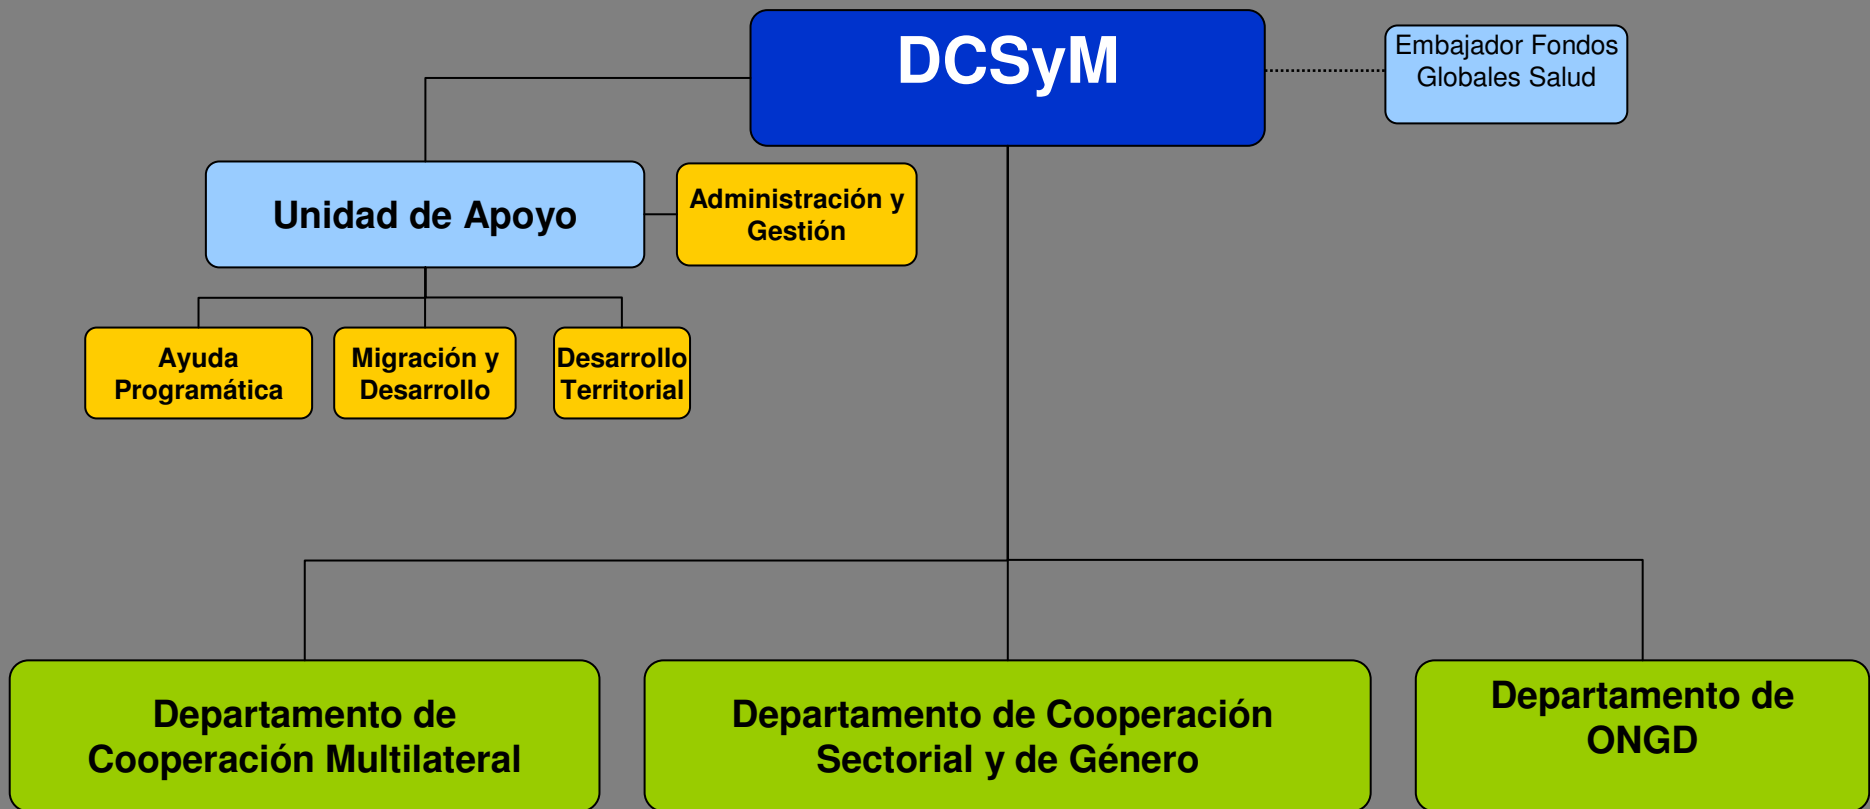 DCSyM
Embajador Fondos
Globales Salud
Unidad de Apoyo
Administración y
Gestión
Ayuda
Programática
Migración y
Desarrollo
Desarrollo
Territorial
Departamento de
Cooperación Multilateral
Departamento de Cooperación
Sectorial y de Género
Departamento de
ONGD